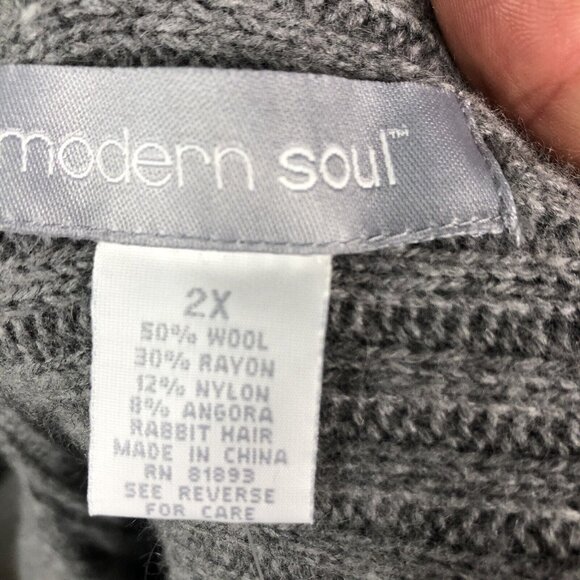 modern soul™
2X
50% WOOL
30% RAYON
12% NYLON
8% ANGORA
RABBIT HAIR
MADE IN CHINA
RN 81893
SEE REVERSE
FOR CARE